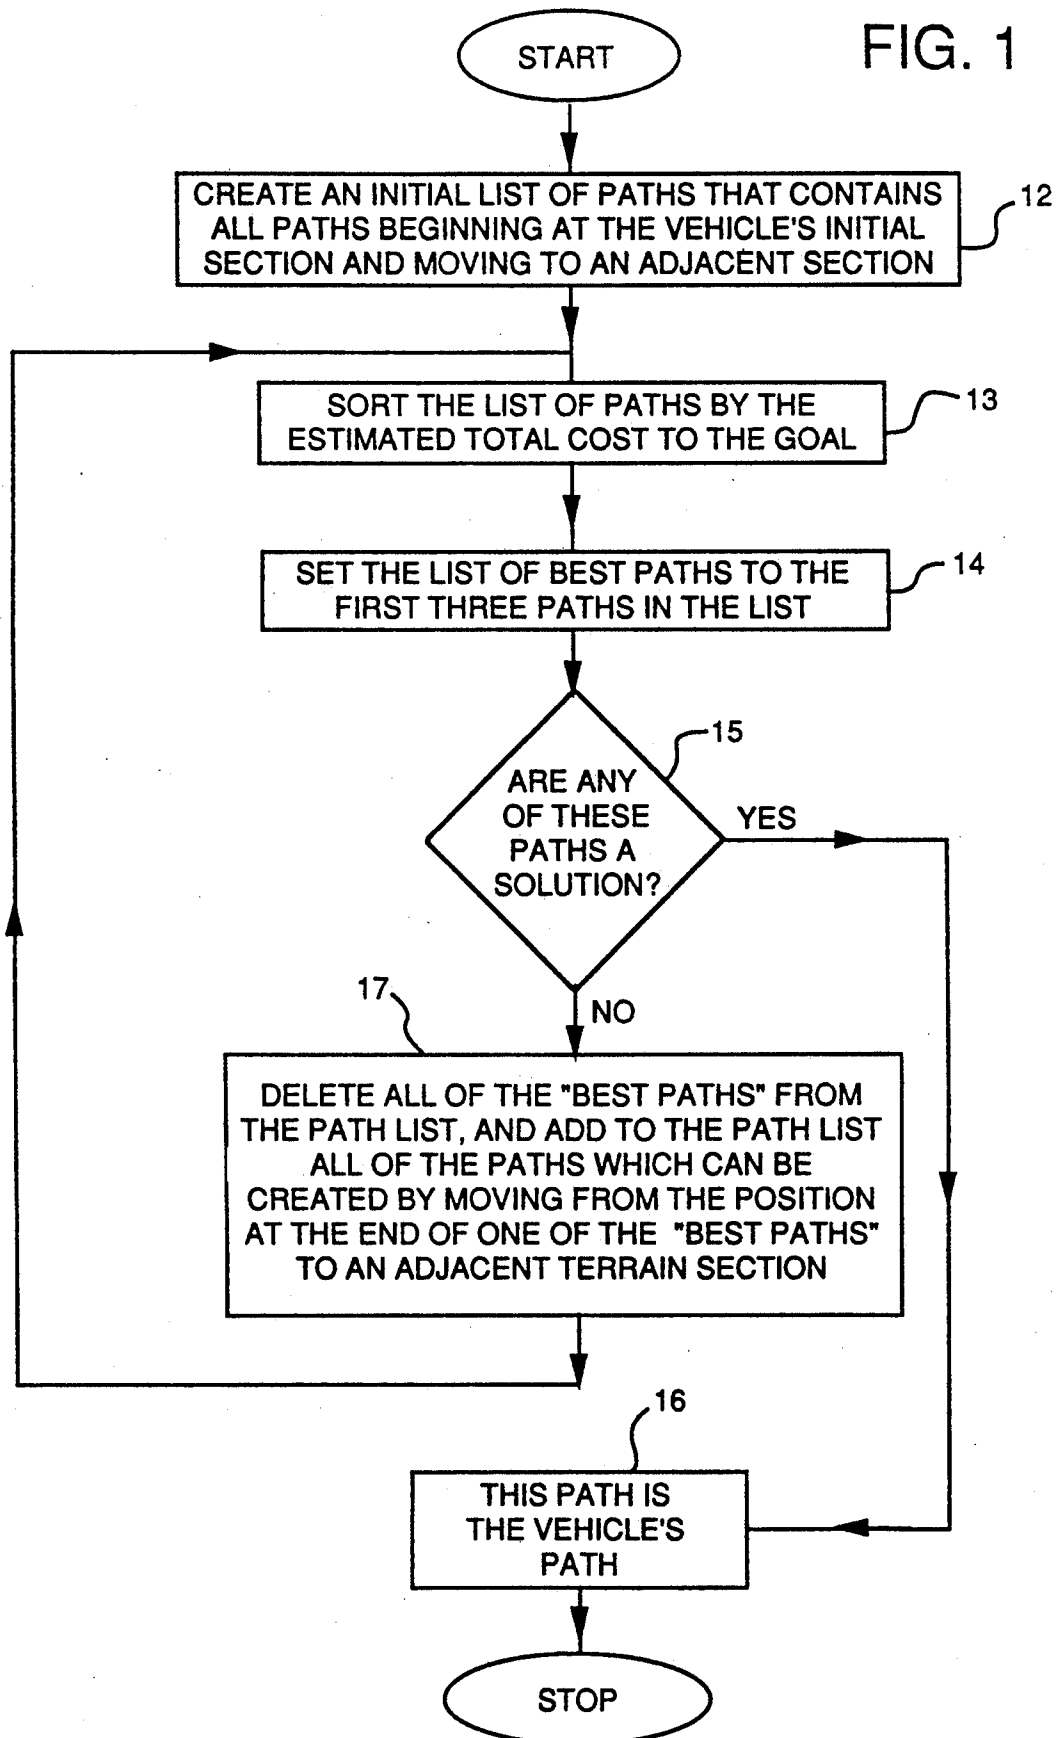 START
FIG. 1
CREATE AN INITIAL LIST OF PATHS THAT CONTAINS
ALL PATHS BEGINNING AT THE VEHICLE'S INITIAL
SECTION AND MOVING TO AN ADJACENT SECTION
12
SORT THE LIST OF PATHS BY THE
ESTIMATED TOTAL COST TO THE GOAL
13
SET THE LIST OF BEST PATHS TO THE
FIRST THREE PATHS IN THE LIST
14
15
ARE ANY
OF THESE
PATHS A
SOLUTION?
YES
NO
17
DELETE ALL OF THE "BEST PATHS" FROM
THE PATH LIST, AND ADD TO THE PATH LIST
ALL OF THE PATHS WHICH CAN BE
CREATED BY MOVING FROM THE POSITION
AT THE END OF ONE OF THE "BEST PATHS"
TO AN ADJACENT TERRAIN SECTION
16
THIS PATH IS
THE VEHICLE'S
PATH
STOP